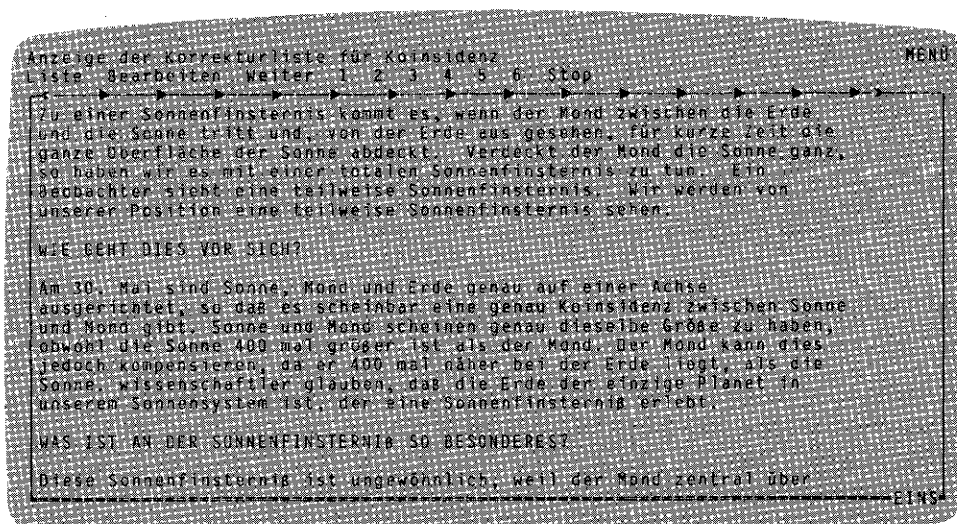 Anzeige der Korrekturliste für Koinsidenz MENÜ
Liste Bearbeiten Weiter 1 2 3 4 5 6 Stop
Zu einer Sonnenfinsternis kommt es, wenn der Mond zwischen die Erde
und die Sonne tritt und, von der Erde aus gesehen, für kurze Zeit die
ganze Oberfläche der Sonne abdeckt. Verdeckt der Mond die Sonne ganz,
so haben wir es mit einer totalen Sonnenfinsternis zu tun. Ein
Beobachter sieht eine teilweise Sonnenfinsternis. Wir werden von
unserer Position eine teilweise Sonnenfinsternis sehen.
WIE GEHT DIES VOR SICH?
Am 30. Mai sind Sonne, Mond und Erde genau auf einer Achse
ausgerichtet, so daß es scheinbar eine genau Koinsidenz zwischen Sonne
und Mond gibt. Sonne und Mond scheinen genau dieselbe Größe zu haben,
obwohl die Sonne 400 mal größer ist als der Mond. Der Mond kann dies
jedoch kompensieren, da er 400 mal näher bei der Erde liegt, als die
Sonne. wissenschaftler glauben, daß die Erde der einzige Planet in
unserem Sonnensystem ist, der eine Sonnenfinsterniß erlebt.
WAS IST AN DER SONNENFINSTERNIß SO BESONDERES?
Diese Sonnenfinsterniß ist ungewöhnlich, weil der Mond zentral über
EINS